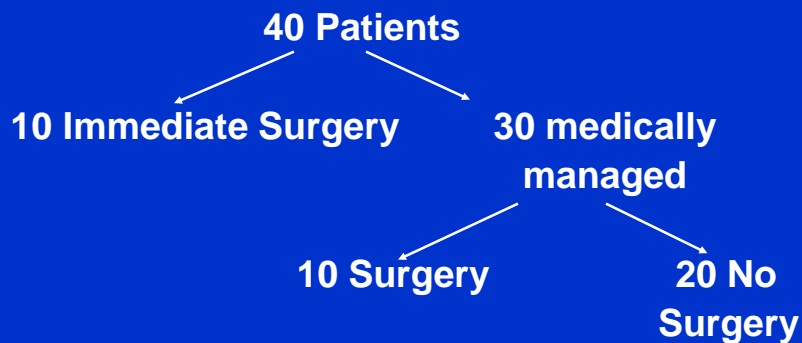 40 Patients
10 Immediate Surgery
30 medically
managed
10 Surgery
20 No
Surgery